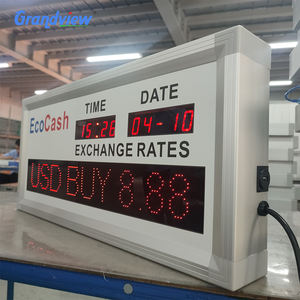 Grandview
EcoCash
TIME DATE
15:26 04-10
EXCHANGE RATES
USD BUY 8.88